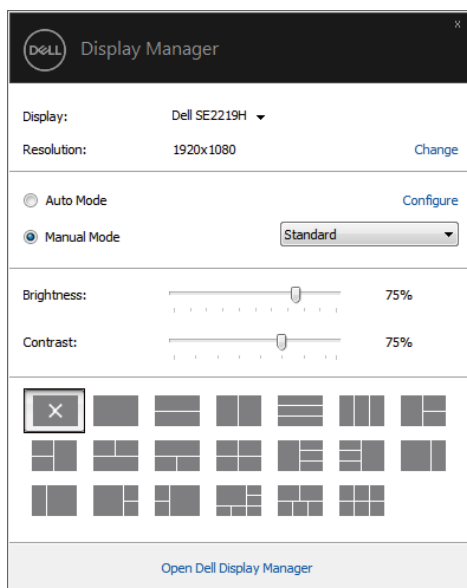 x
DELL Display Manager
Display: Dell SE2219H
Resolution: 1920x1080 Change
Auto Mode Configure
Manual Mode Standard
Brightness: 75%
Contrast: 75%
Open Dell Display Manager